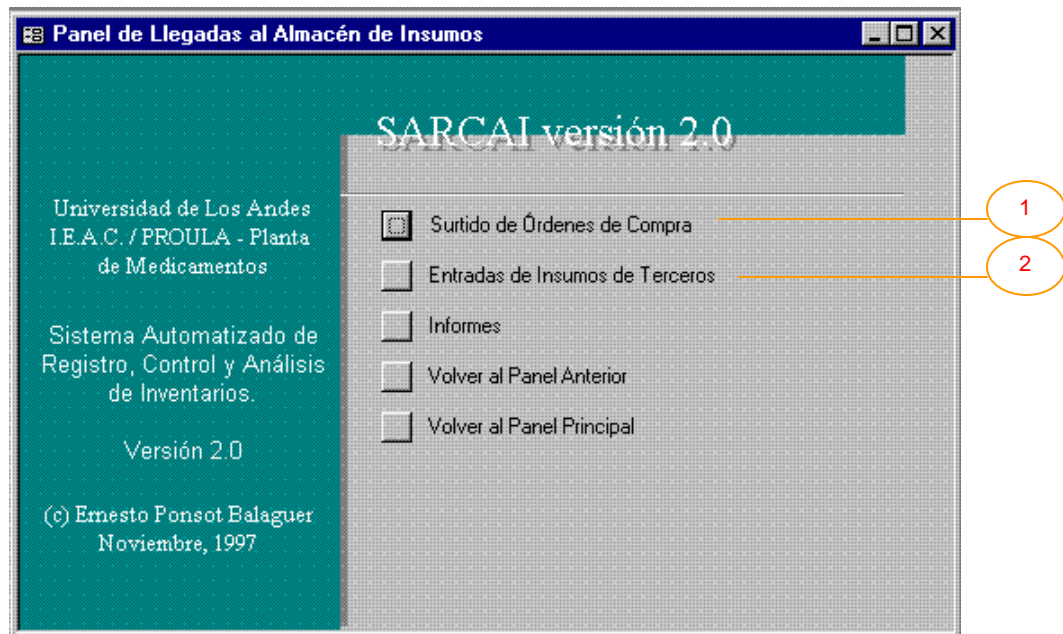 Panel de Llegadas al Almacén de Insumos
SARCAI versión 2.0
Universidad de Los Andes
I.E.A.C. / PROULA - Planta
de Medicamentos
Sistema Automatizado de
Registro, Control y Análisis
de Inventarios.
Versión 2.0
(c) Ernesto Ponsot Balaguer
Noviembre, 1997
Surtido de Órdenes de Compra
1
Entradas de Insumos de Terceros
2
Informes
Volver al Panel Anterior
Volver al Panel Principal